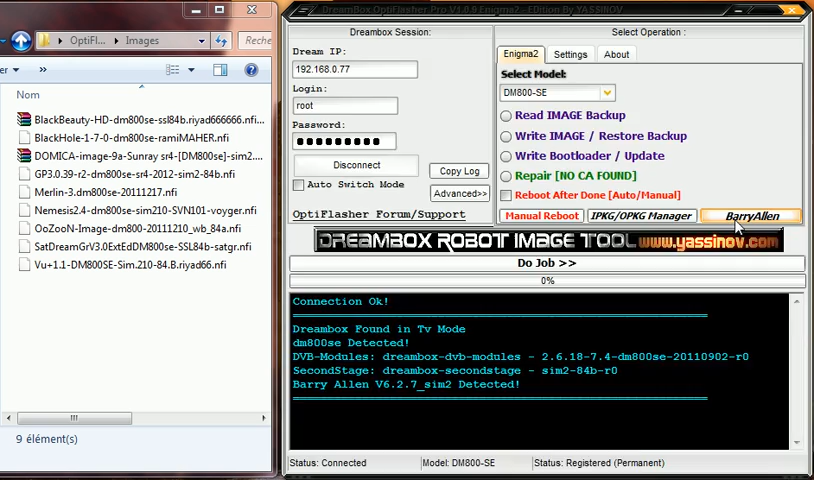 OptiFl...
Images
Reche
er
»
Nom
BlackBeauty-HD-dm800se-ssl84b.riyad666666.nfi...
BlackHole-1-7-0-dm800se-ramiMAHER.nfi
DOMICA-image-9a-Sunray sr4-[DM800se]-sim2....
GP3.0.39-r2-dm800se-sr4-2012-sim2-84b.nfi
Merlin-3.dm800se-20111217.nfi
Nemesis2.4-dm800se-sim210-SVN101-voyger.nfi
OoZooN-Image-dm800-20111210_wb_84a.nfi
SatDreamGrV3.0ExtEdDM800se-SSL84b-satgr.nfi
Vu+1.1-DM800SE-Sim.210-84.B.riyad66.nfi
9 élément(s)
DreamBox.OptiFlasher.Pro.V1.0.9 Enigma2 - EDition By YASSINOV
Dreambox Session:
Dream IP:
192.168.0.77
Login:
root
Password:
●●●●●●●●●
Disconnect
Copy Log
Auto Switch Mode
Advanced>>
OptiFlasher Forum/Support
Select Operation :
Enigma2
Settings
About
Select Model:
DM800-SE
Read IMAGE Backup
Write IMAGE / Restore Backup
Write Bootloader / Update
Repair [NO CA FOUND]
Reboot After Done [Auto/Manual]
Manual Reboot
IPKG/OPKG Manager
BarryAllen
DREAMBOX ROBOT IMAGE TOOL www.yassinov.com
Do Job >>
0%
Connection Ok!
Dreambox Found in Tv Mode
dm800se Detected!
DVB-Modules: dreambox-dvb-modules - 2.6.18-7.4-dm800se-20110902-r0
SecondStage: dreambox-secondstage - sim2-84b-r0
Barry Allen V6.2.7_sim2 Detected!
Status: Connected
Model: DM800-SE
Status: Registered (Permanent)